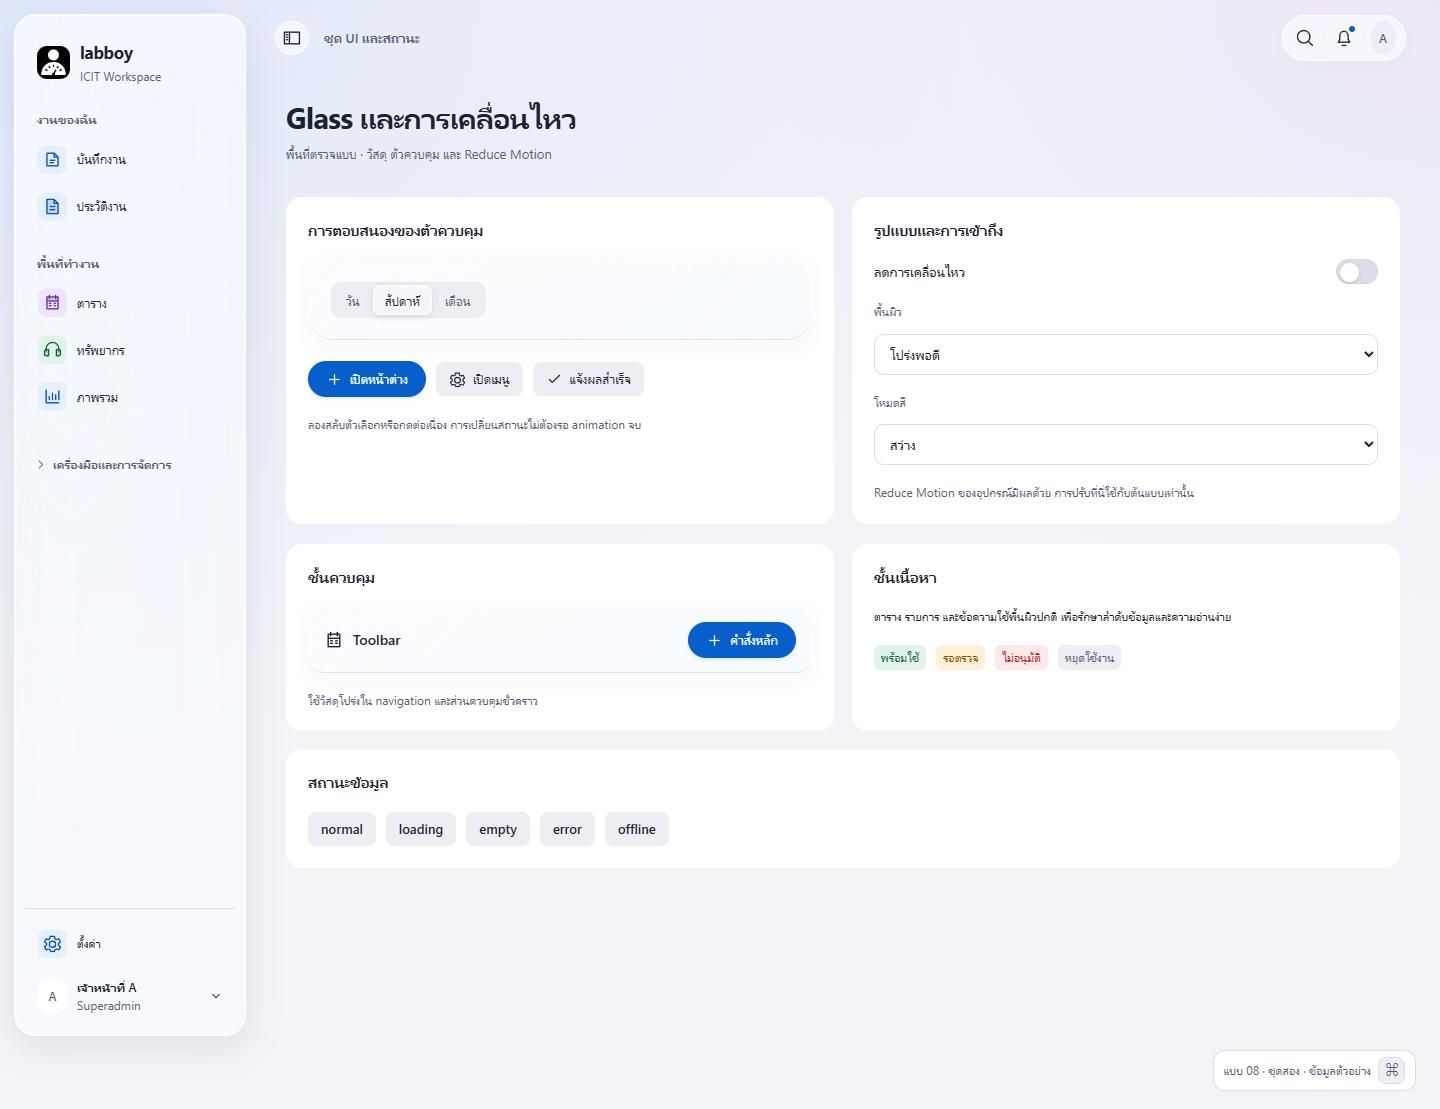 labboy
ICIT Workspace
งานของฉัน
บันทึกงาน
ประวัติงาน
พื้นที่ทำงาน
ตาราง
ทรัพยากร
ภาพรวม
เครื่องมือและการจัดการ
ตั้งค่า
A
เจ้าหน้าที่ A
Superadmin
ชุด UI และสถานะ
A
Glass และการเคลื่อนไหว
พื้นที่ตรวจแบบ · วัสดุ ตัวควบคุม และ Reduce Motion
การตอบสนองของตัวควบคุม
วัน สัปดาห์ เดือน
เปิดหน้าต่าง เปิดเมนู แจ้งผลสำเร็จ
ลองสลับตัวเลือกหรือกดต่อเนื่อง การเปลี่ยนสถานะไม่ต้องรอ animation จบ
รูปแบบและการเข้าถึง
ลดการเคลื่อนไหว
พื้นผิว
โปร่งพอดี
โหมดสี
สว่าง
Reduce Motion ของอุปกรณ์มีผลด้วย การปรับที่นี่ใช้กับต้นแบบเท่านั้น
ชั้นควบคุม
Toolbar คำสั่งหลัก
ใช้วัสดุโปร่งใน navigation และส่วนควบคุมชั่วคราว
ชั้นเนื้อหา
ตาราง รายการ และข้อความใช้พื้นผิวปกติ เพื่อรักษาลำดับข้อมูลและความอ่านง่าย
พร้อมใช้ รอตรวจ ไม่อนุมัติ หยุดใช้งาน
สถานะข้อมูล
normal loading empty error offline
แบบ 08 · ชุดสอง · ข้อมูลตัวอย่าง ⌘